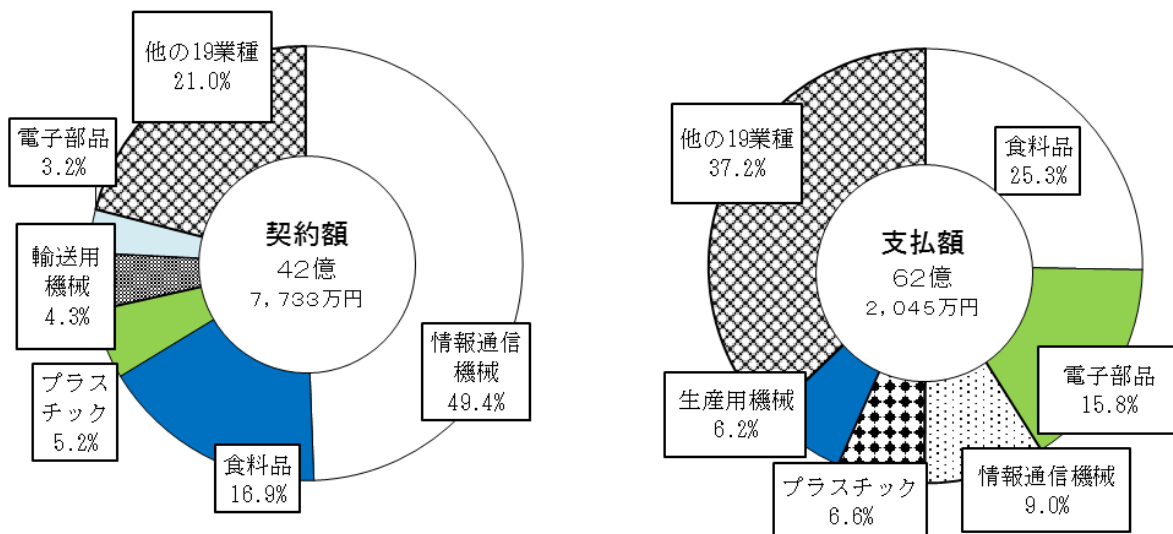 他の19業種
21.0%
電子部品
3.2%
輸送用
機械
4.3%
プラス
チック
5.2%
食料品
16.9%
情報通信
機械
49.4%
契約額
42億
7,733万円
他の19業種
37.2%
食料品
25.3%
支払額
62億
2,045万円
電子部品
15.8%
生産用機械
6.2%
プラスチック
6.6%
情報通信機械
9.0%